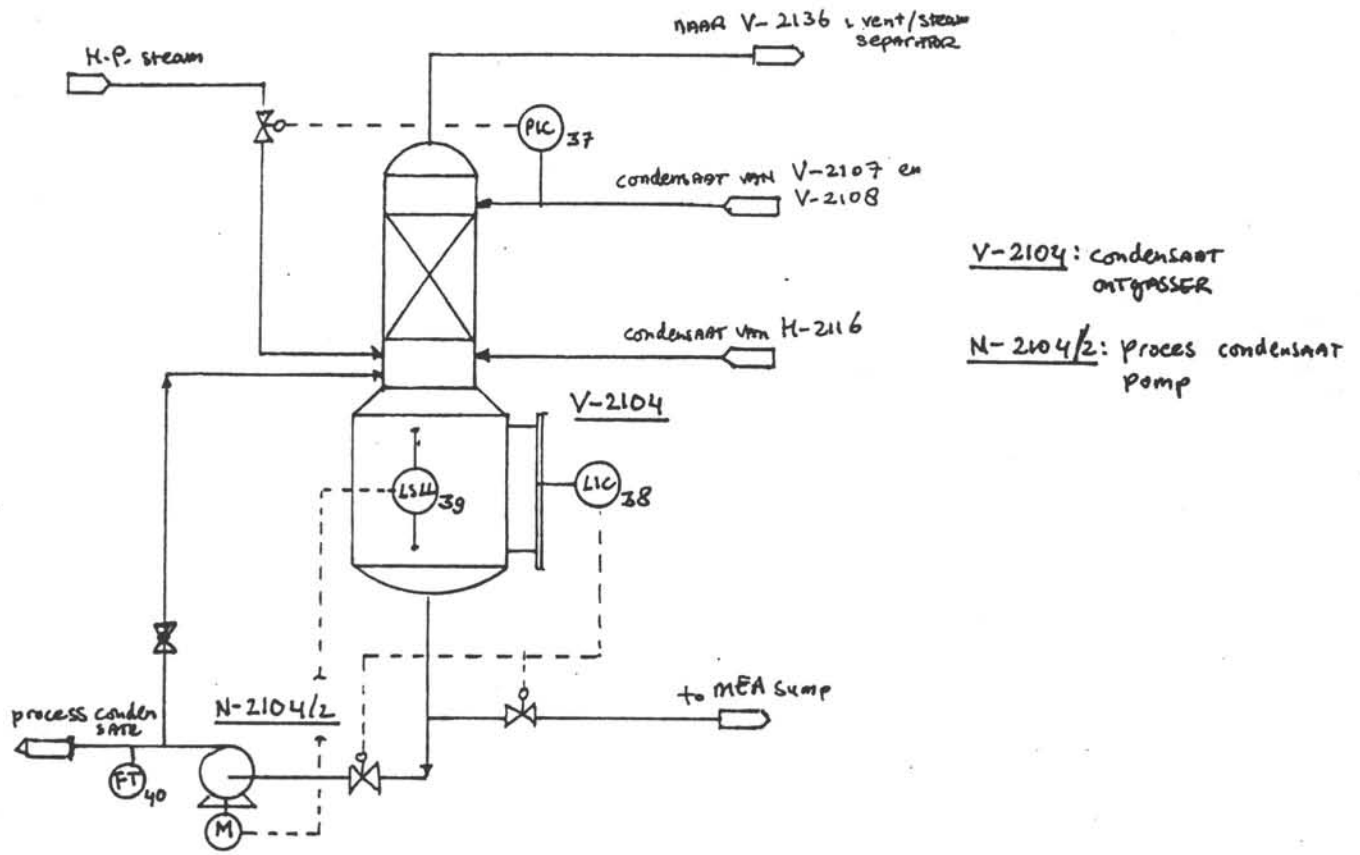 NAAR V-2136 : vent/steam
separator
H.P. steam
PIC
37
condensaat van V-2107 en
V-2108
V-2104: condensaat
ontgasser
condensaat van H-2116
N-2104/2: proces condensaat
pomp
V-2104
LSLL
39
LIC
38
to MEA sump
N-2104/2
process conden
sate
FT
40
M